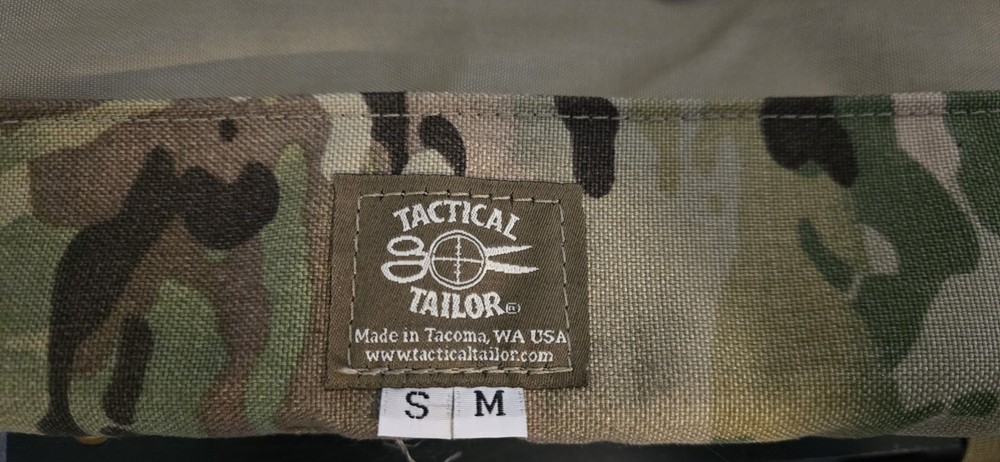 TACTICAL
TAILOR
Made in Tacoma, WA USA
www.tacticaltailor.com
S M